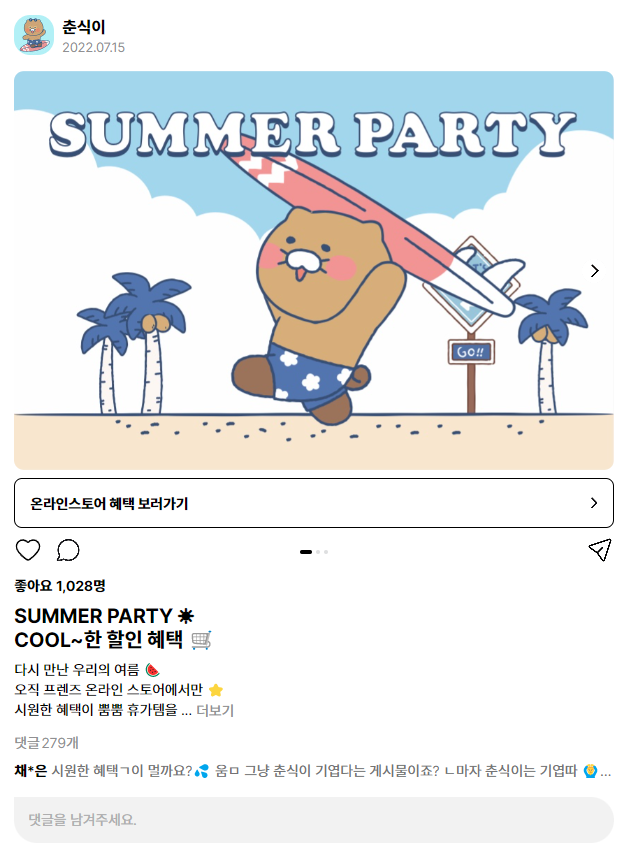 춘식이
2022.07.15
SUMMER PARTY
GO!!
온라인스토어 혜택 보러가기
좋아요 1,028명
SUMMER PARTY ☀
COOL~한 할인 혜택 🛒
다시 만난 우리의 여름 🍉
오직 프렌즈 온라인 스토어에서만 ⭐
시원한 혜택이 뿜뿜 휴가템을 ... 더보기
댓글 279개
채*은 시원한 혜택ㄱ이 멀까요?💦 움ㅁ 그냥 춘식이 기엽다는 게시물이죠? ㄴ마자 춘식이는 기엽따 🙆...
댓글을 남겨주세요.